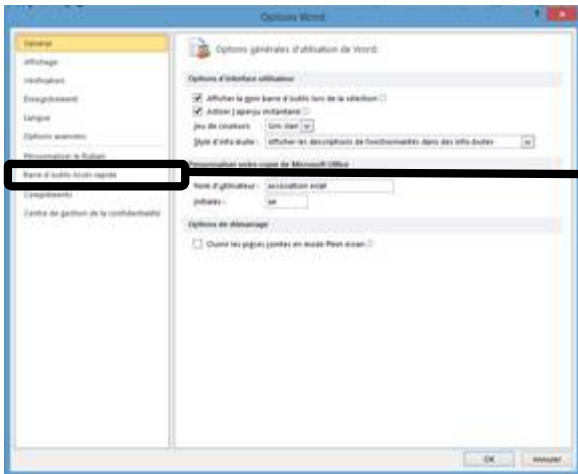 Options Word
Général
Affichage
Vérification
Enregistrement
Langue
Options avancées
Personnaliser le Ruban
Barre d'outils Accès rapide
Compléments
Centre de gestion de la confidentialité
Options générales d'utilisation de Word.
Options d'interface utilisateur
Afficher la mini barre d'outils lors de la sélection
Activer l'aperçu instantané
Jeu de couleurs : Gris clair
Style d'info-bulle : Afficher les descriptions de fonctionnalités dans des info-bulles
Personnaliser votre copie de Microsoft Office
Nom d'utilisateur : association
Initiales :
Options de démarrage
Ouvrir les pièces jointes en mode Plein écran
OK Annuler